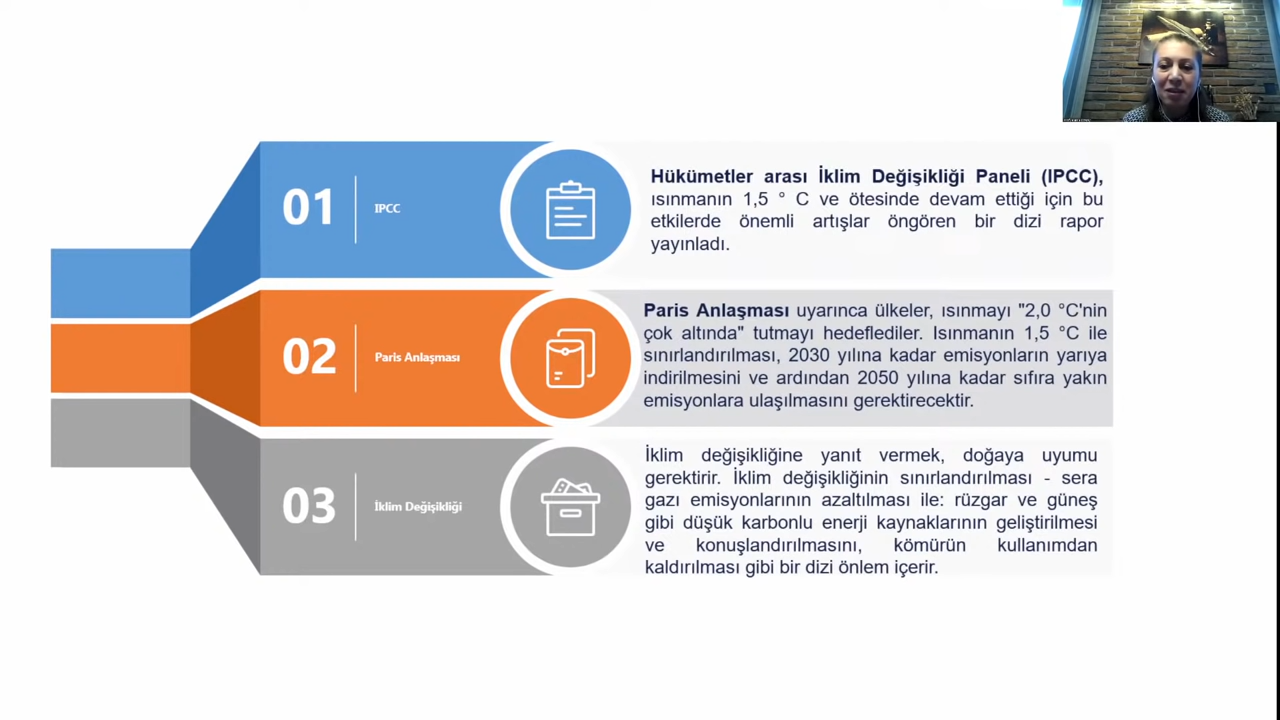 01
IPCC
Hükümetler arası İklim Değişikliği Paneli (IPCC),
ısınmanın 1,5 ° C ve ötesinde devam ettiği için bu
etkilerde önemli artışlar öngören bir dizi rapor
yayınladı.
02
Paris Anlaşması
Paris Anlaşması uyarınca ülkeler, ısınmayı "2,0 °C'nin
çok altında" tutmayı hedeflediler. Isınmanın 1,5 °C ile
sınırlandırılması, 2030 yılına kadar emisyonların yarıya
indirilmesini ve ardından 2050 yılına kadar sıfıra yakın
emisyonlara ulaşılmasını gerektirecektir.
03
İklim Değişikliği
İklim değişikliğine yanıt vermek, doğaya uyumu
gerektirir. İklim değişikliğinin sınırlandırılması - sera
gazı emisyonlarının azaltılması ile: rüzgar ve güneş
gibi düşük karbonlu enerji kaynaklarının geliştirilmesi
ve konuşlandırılmasını, kömürün kullanımdan
kaldırılması gibi bir dizi önlem içerir.